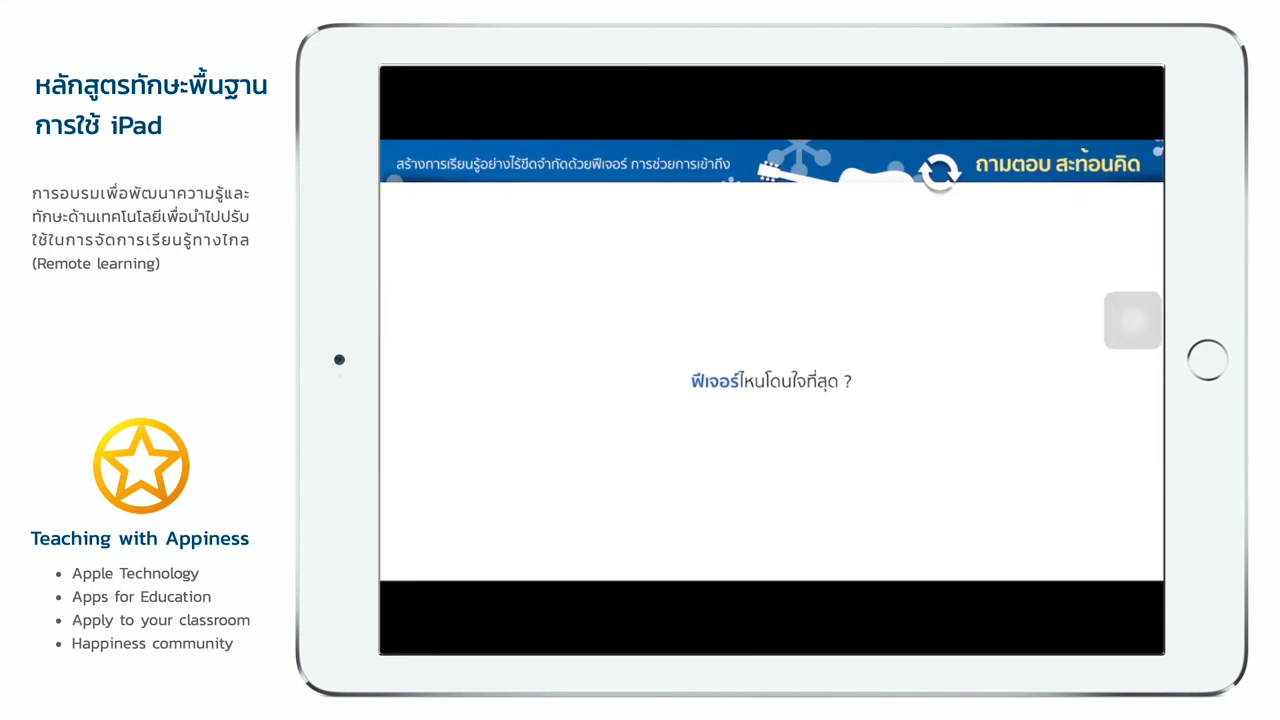 หลักสูตรทักษะพื้นฐาน
การใช้ iPad
การอบรมเพื่อพัฒนาความรู้และ
ทักษะด้านเทคโนโลยีเพื่อนำไปปรับ
ใช้ในการจัดการเรียนรู้ทางไกล
(Remote learning)
Teaching with Appiness
• Apple Technology
• Apps for Education
• Apply to your classroom
• Happiness community
สร้างการเรียนรู้อย่างไร้ขีดจำกัดด้วยฟีเจอร์ การช่วยการเข้าถึง
ถามตอบ สะท้อนคิด
ฟีเจอร์ไหนโดนใจที่สุด ?